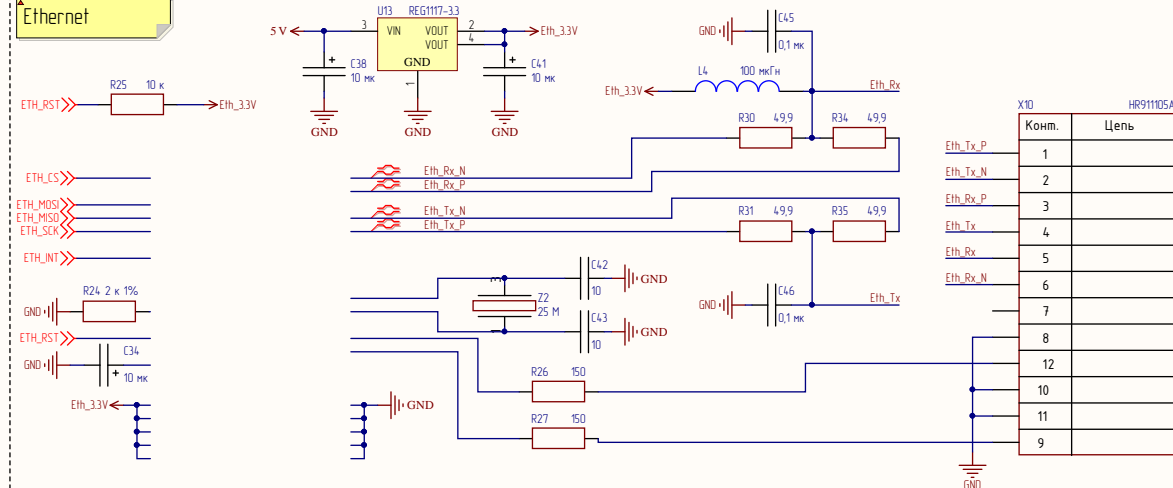 Ethernet
U13 REG1117-3.3
5 V
3 VIN VOUT 2
VOUT 4
GND
1
Eth_3.3V
C38
10 мк
C41
10 мк
GND
GND
GND
R25 10 к
ETH_RST
Eth_3.3V
C45
GND
0,1 мк
L4 100 мкГн
Eth_3.3V
Eth_Rx
R30 49,9
R34 49,9
ETH_CS
ETH_MOSI
ETH_MISO
ETH_SCK
ETH_INT
Eth_Rx_N
Eth_Rx_P
Eth_Tx_N
Eth_Tx_P
R31 49,9
R35 49,9
R24 2 к 1%
GND
ETH_RST
C34
GND
10 мк
Eth_3.3V
C42
GND
10
3
Z2
25 М
1
C43
GND
10
C46
GND
0,1 мк
Eth_Tx
R26 150
GND
R27 150
X10 HR911105A
Конт. Цепь
Eth_Tx_P 1
Eth_Tx_N 2
Eth_Rx_P 3
Eth_Tx 4
Eth_Rx 5
Eth_Rx_N 6
7
8
12
10
11
9
GND